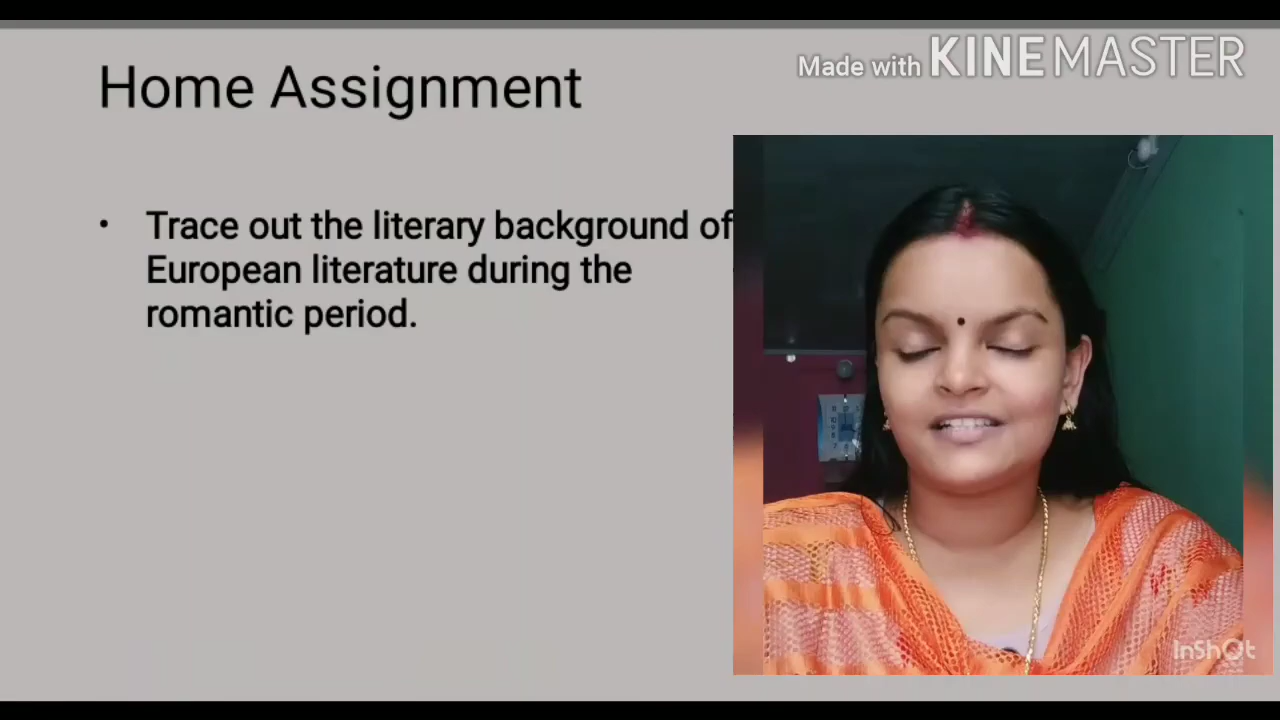 Made with KINEMASTER
Home Assignment
• Trace out the literary background of
European literature during the
romantic period.
InShOt